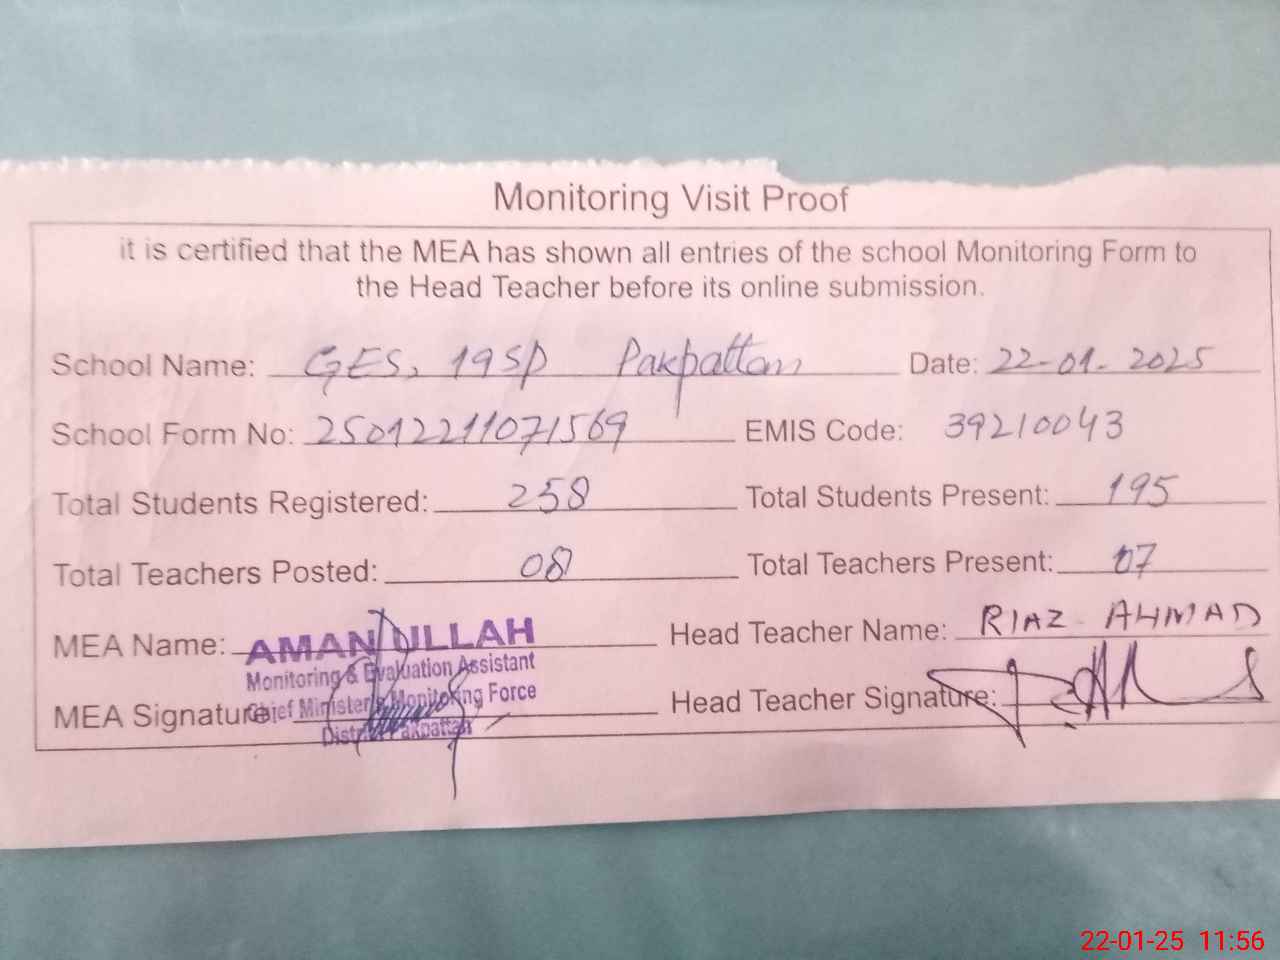 Monitoring Visit Proof
it is certified that the MEA has shown all entries of the school Monitoring Form to
the Head Teacher before its online submission.
School Name: GES, 19SP Pakpattan Date: 22-01-2025
School Form No: 25012211071569 EMIS Code: 39210043
Total Students Registered: 258 Total Students Present: 195
Total Teachers Posted: 08 Total Teachers Present: 07
MEA Name: AMAN ULLAH Head Teacher Name: RIAZ AHMAD
Monitoring & Evaluation Assistant
MEA Signature: Chief Minister's Monitoring Force Head Teacher Signature:
District Pakpattan
22-01-25 11:56